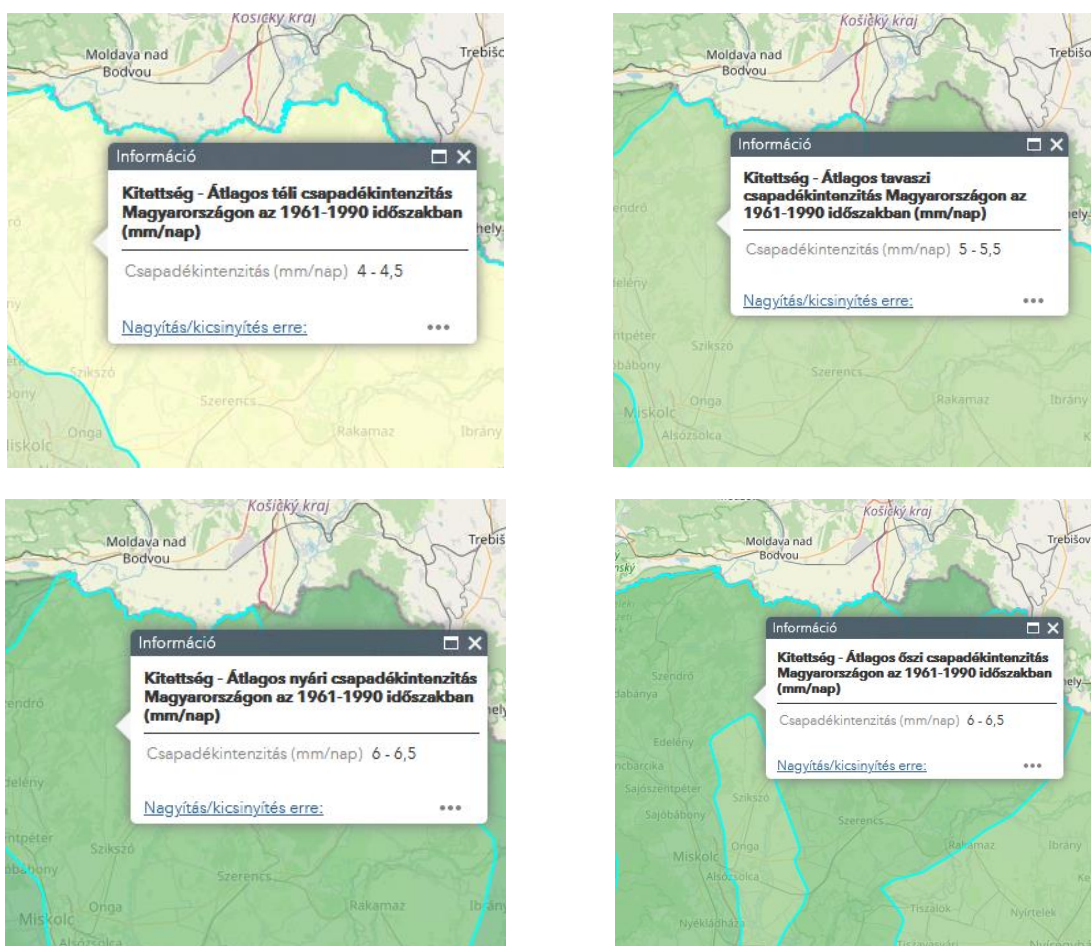 Košický kraj
Moldava nad
Bodvou
Információ
Kitettség - Átlagos téli csapadékintenzitás
Magyarországon az 1961-1990 időszakban
(mm/nap)
Csapadékintenzitás (mm/nap) 4 - 4,5
Nagyítás/kicsinyítés erre:
Szikszó
Szerencs
Onga
Rakamaz
Ibrány
Košický kraj
Moldava nad
Bodvou
Információ
Kitettség - Átlagos tavaszi
csapadékintenzitás Magyarországon az
1961-1990 időszakban (mm/nap)
Csapadékintenzitás (mm/nap) 5 - 5,5
Nagyítás/kicsinyítés erre:
Szikszó
Szerencs
Miskolc
Onga
Rakamaz
Ibrány
Alsózsolca
Košický kraj
Moldava nad
Bodvou
Információ
Kitettség - Átlagos nyári csapadékintenzitás
Magyarországon az 1961-1990 időszakban
(mm/nap)
Csapadékintenzitás (mm/nap) 6 - 6,5
Nagyítás/kicsinyítés erre:
Szikszó
Szerencs
Onga
Rakamaz
Miskolc
Alsózsolca
Košický kraj
Moldava nad
Bodvou
Trebišov
Információ
Kitettség - Átlagos őszi csapadékintenzitás
Magyarországon az 1961-1990 időszakban
(mm/nap)
Csapadékintenzitás (mm/nap) 6 - 6,5
Nagyítás/kicsinyítés erre:
Szendrő
Edelény
Sajószentpéter
Sajóbábony
Szikszó
Szerencs
Miskolc
Onga
Rakamaz
Ibrány
Alsózsolca
Nyékládháza
Tiszalök
Nyírtelek